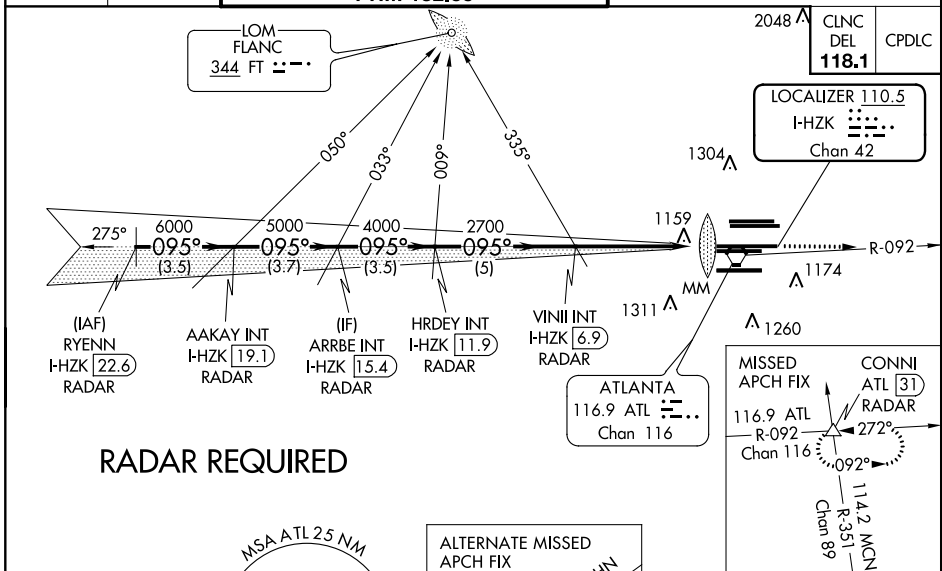 LOM
FLANC
344 FT
2048
CLNC
DEL
118.1
CPDLC
LOCALIZER 110.5
I-HZK
Chan 42
050°
033°
009°
335°
1304
1159
275°
6000
095°
(3.5)
5000
095°
(3.7)
4000
095°
(3.5)
2700
095°
(5)
R-092
MM
1174
1311
1260
(IAF)
RYENN
I-HZK 22.6
RADAR
AAKAY INT
I-HZK 19.1
RADAR
(IF)
ARRBE INT
I-HZK 15.4
RADAR
HRDEY INT
I-HZK 11.9
RADAR
VINII INT
I-HZK 6.9
RADAR
ATLANTA
116.9 ATL
Chan 116
MISSED
APCH FIX
CONNI
ATL 31
RADAR
116.9 ATL
R-092
Chan 116
272°
092°
114.2 MCN
R-351
Chan 89
RADAR REQUIRED
MSA ATL 25 NM
ALTERNATE MISSED
APCH FIX